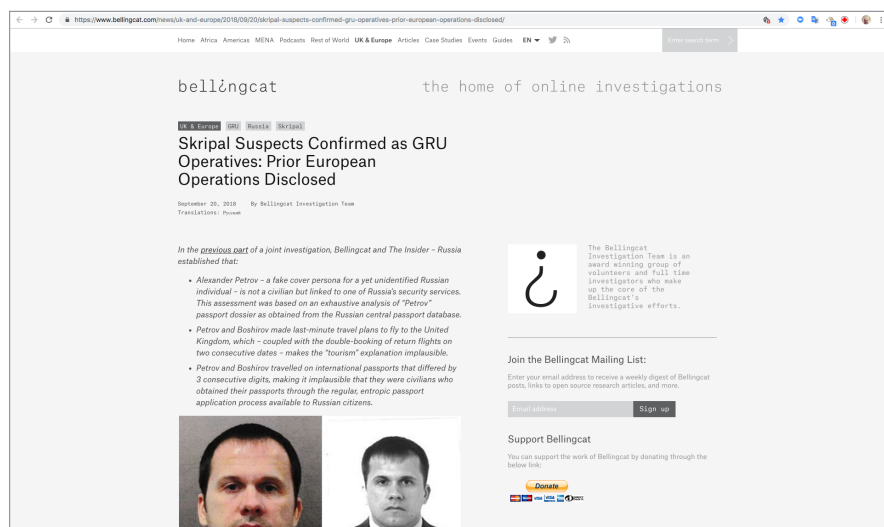 https://www.bellingcat.com/news/uk-and-europe/2018/09/20/skripal-suspects-confirmed-gru-operatives-prior-european-operations-disclosed/
Home Africa Americas MENA Podcasts Rest of World UK & Europe Articles Case Studies Events Guides EN
Enter search term
bell¿ngcat
the home of online investigations
UK & Europe GRU Russia Skripal
Skripal Suspects Confirmed as GRU
Operatives: Prior European
Operations Disclosed
September 20, 2018 By Bellingcat Investigation Team
Translations: Русский
In the previous part of a joint investigation, Bellingcat and The Insider – Russia
established that:
• Alexander Petrov – a fake cover persona for a yet unidentified Russian
individual – is not a civilian but linked to one of Russia's security services.
This assessment was based on an exhaustive analysis of "Petrov"
passport dossier as obtained from the Russian central passport database.
• Petrov and Boshirov made last-minute travel plans to fly to the United
Kingdom, which – coupled with the double-booking of return flights on
two consecutive dates – makes the "tourism" explanation implausible.
• Petrov and Boshirov travelled on international passports that differed by
3 consecutive digits, making it implausible that they were civilians who
obtained their passports through the regular, entropic passport
application process available to Russian citizens.
¿
The Bellingcat
Investigation Team is an
award winning group of
volunteers and full time
investigators who make
up the core of the
Bellingcat's
investigative efforts.
Join the Bellingcat Mailing List:
Enter your email address to receive a weekly digest of Bellingcat
posts, links to open source research articles, and more.
Email address
Sign up
Support Bellingcat
You can support the work of Bellingcat by donating through the
below link:
Donate